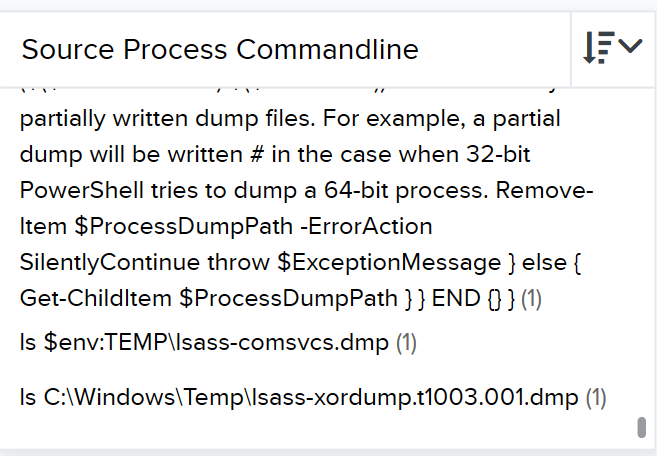 Source Process Commandline
partially written dump files. For example, a partial
dump will be written # in the case when 32-bit
PowerShell tries to dump a 64-bit process. Remove-
Item $ProcessDumpPath -ErrorAction
SilentlyContinue throw $ExceptionMessage } else {
Get-ChildItem $ProcessDumpPath } } END {} } (1)
ls $env:TEMP\lsass-comsvcs.dmp (1)
ls C:\Windows\Temp\lsass-xordump.t1003.001.dmp (1)